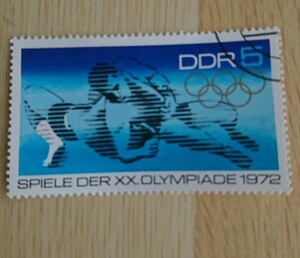 DDR 5
SPIELE DER XX. OLYMPIADE 1972